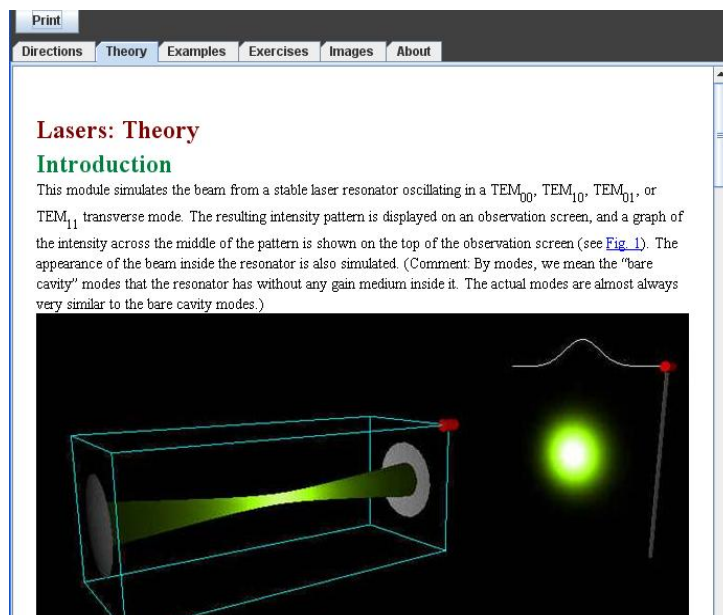 Print
Directions Theory Examples Exercises Images About
Lasers: Theory
Introduction
This module simulates the beam from a stable laser resonator oscillating in a TEM00, TEM10, TEM01, or
TEM11 transverse mode. The resulting intensity pattern is displayed on an observation screen, and a graph of
the intensity across the middle of the pattern is shown on the top of the observation screen (see Fig. 1). The
appearance of the beam inside the resonator is also simulated. (Comment: By modes, we mean the “bare
cavity” modes that the resonator has without any gain medium inside it. The actual modes are almost always
very similar to the bare cavity modes.)